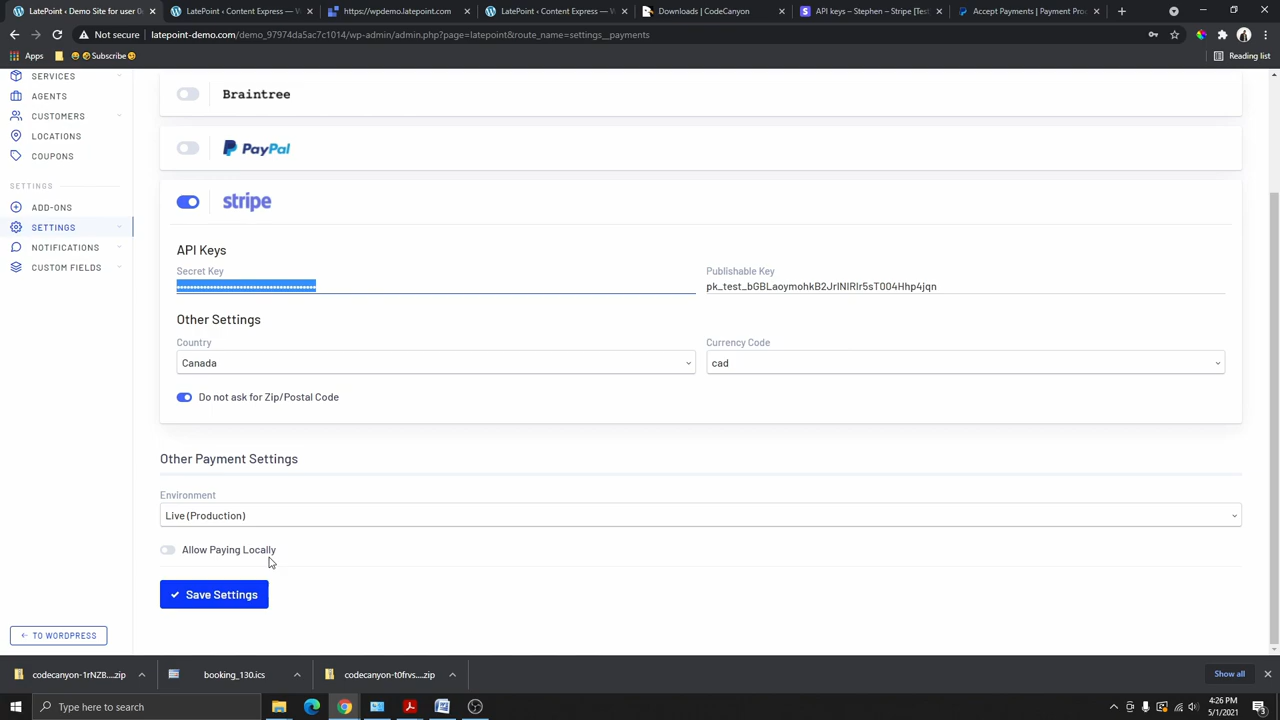 LatePoint ‹ Demo Site for user
LatePoint ‹ Content Express — W
https://wpdemo.latepoint.com
LatePoint ‹ Content Express — W
Downloads | CodeCanyon
API keys – Stephen – Stripe [Test
Accept Payments | Payment Proc
Not secure
latepoint-demo.com/demo_97974da5ac7c1014/wp-admin/admin.php?page=latepoint&route_name=settings__payments
Apps
Subscribe
Reading list
SERVICES
AGENTS
CUSTOMERS
LOCATIONS
COUPONS
SETTINGS
ADD-ONS
SETTINGS
NOTIFICATIONS
CUSTOM FIELDS
← TO WORDPRESS
Braintree
PayPal
stripe
API Keys
Secret Key
Publishable Key
pk_test_bGBLaoymohkB2JrlNlRlr5sT004Hhp4jqn
Other Settings
Country
Currency Code
Canada
cad
Do not ask for Zip/Postal Code
Other Payment Settings
Environment
Live (Production)
Allow Paying Locally
Save Settings
codecanyon-1rNZB....zip
booking_130.ics
codecanyon-t0frvs....zip
Show all
Type here to search
4:26 PM
5/1/2021